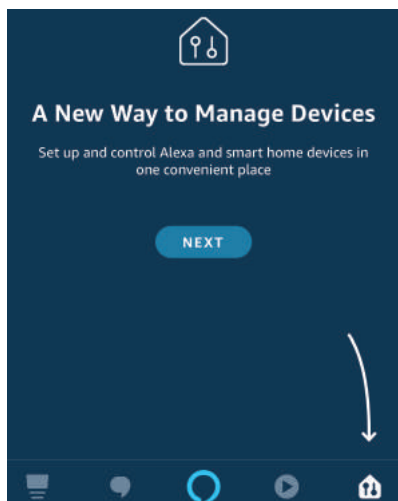 A New Way to Manage Devices
Set up and control Alexa and smart home devices in
one convenient place
NEXT